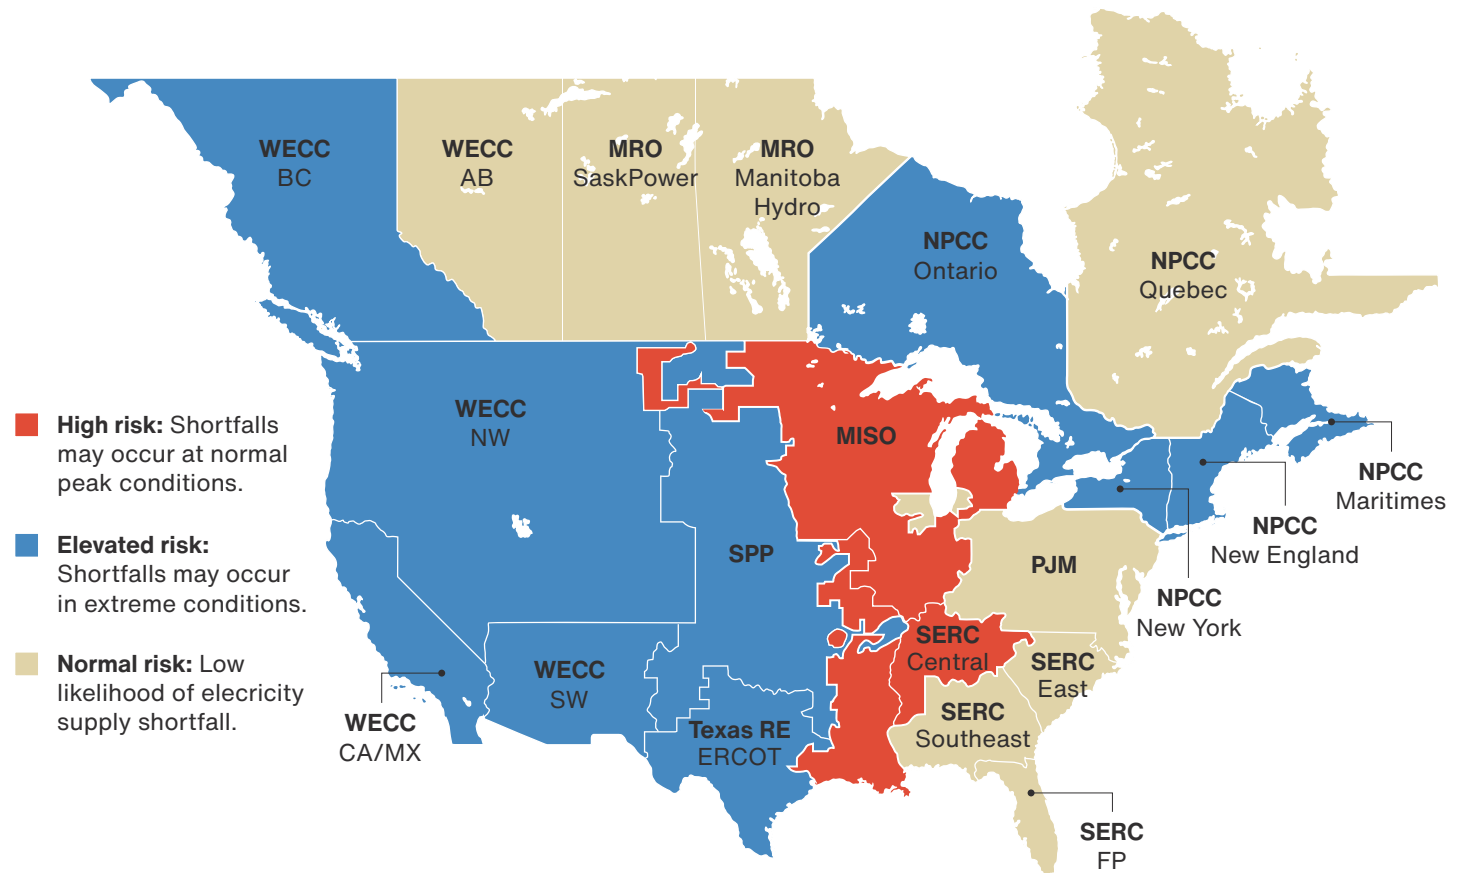 WECC
BC
WECC
AB
MRO
SaskPower
MRO
Manitoba
Hydro
NPCC
Ontario
NPCC
Quebec
High risk: Shortfalls
may occur at normal
peak conditions.
Elevated risk:
Shortfalls may occur
in extreme conditions.
Normal risk: Low
likelihood of elecricity
supply shortfall.
WECC
NW
MISO
SPP
PJM
NPCC
Maritimes
NPCC
New England
NPCC
New York
WECC
CA/MX
WECC
SW
Texas RE
ERCOT
SERC
Central
SERC
East
SERC
Southeast
SERC
FP